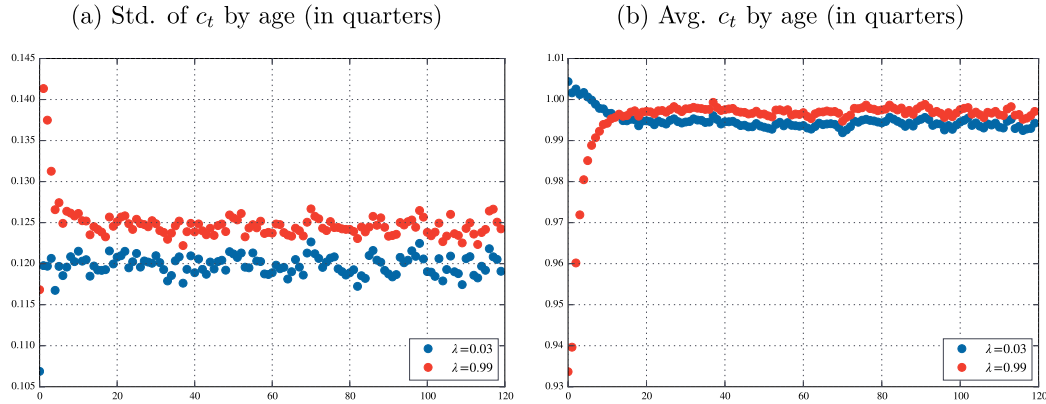 (a) Std. of c_t by age (in quarters)
0.145
0.140
0.135
0.130
0.125
0.120
0.115
0.110
0.105
0 20 40 60 80 100 120
λ=0.03
λ=0.99
(b) Avg. c_t by age (in quarters)
1.01
1.00
0.99
0.98
0.97
0.96
0.95
0.94
0.93
0 20 40 60 80 100 120
λ=0.03
λ=0.99